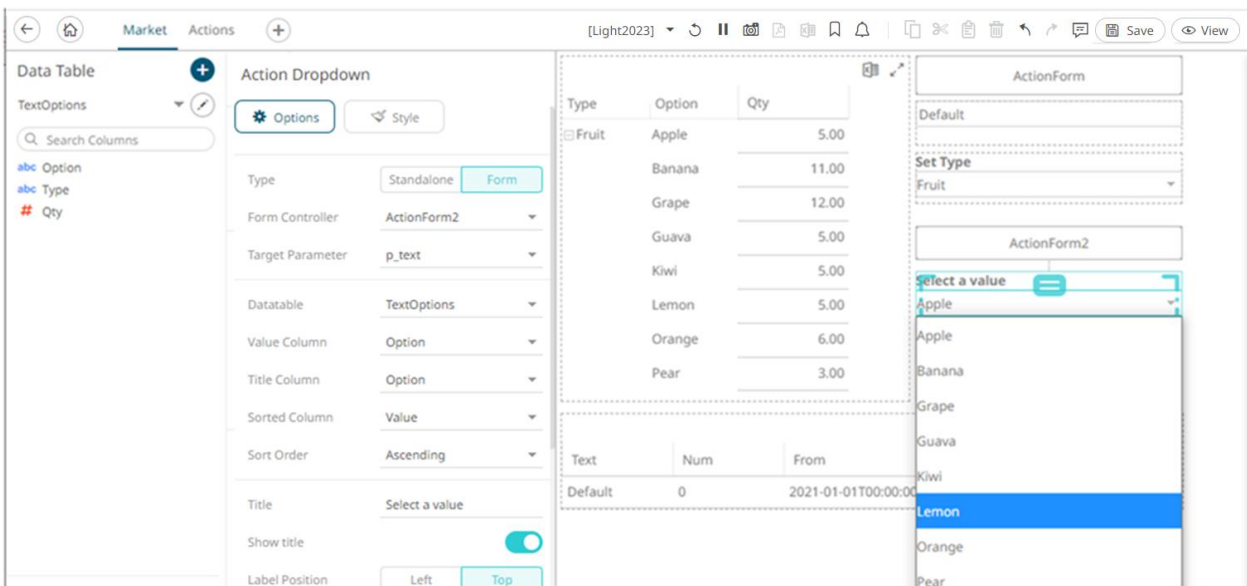 Market Actions [Light2023] Save View
Data Table
TextOptions
Search Columns
abc Option
abc Type
# Qty
Action Dropdown
Options Style
Type Standalone Form
Form Controller ActionForm2
Target Parameter p_text
Datatable TextOptions
Value Column Option
Title Column Option
Sorted Column Value
Sort Order Ascending
Title Select a value
Show title
Label Position Left Top
Type Option Qty
Fruit Apple 5.00
Banana 11.00
Grape 12.00
Guava 5.00
Kiwi 5.00
Lemon 5.00
Orange 6.00
Pear 3.00
Text Num From
Default 0 2021-01-01T00:00:00
ActionForm
Default
Set Type
Fruit
ActionForm2
Select a value
Apple
Apple
Banana
Grape
Guava
Kiwi
Lemon
Orange
Pear